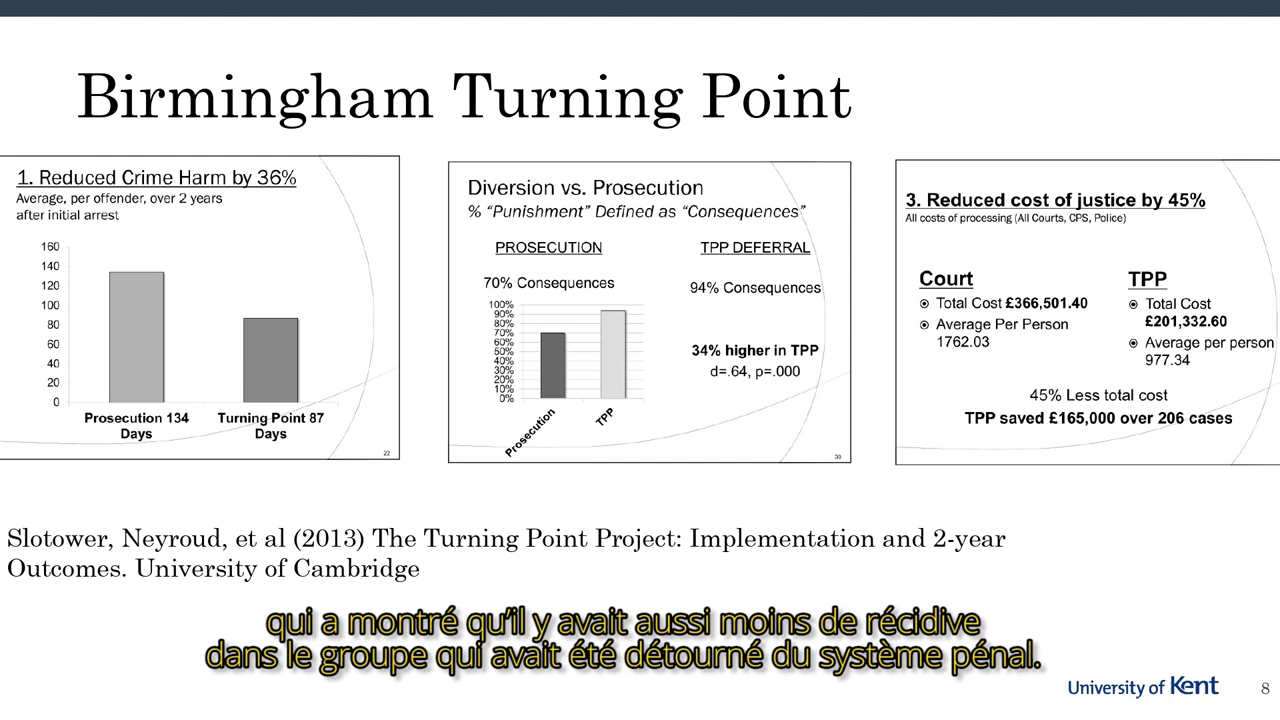 Birmingham Turning Point
1. Reduced Crime Harm by 36%
Average, per offender, over 2 years
after initial arrest
160
140
120
100
80
60
40
20
0
Prosecution 134
Days
Turning Point 87
Days
22
Diversion vs. Prosecution
% “Punishment” Defined as “Consequences”
PROSECUTION
TPP DEFERRAL
70% Consequences
94% Consequences
100%
90%
80%
70%
60%
50%
40%
30%
20%
10%
0%
Prosecution
TPP
34% higher in TPP
d=.64, p=.000
30
3. Reduced cost of justice by 45%
All costs of processing (All Courts, CPS, Police)
Court
Total Cost £366,501.40
Average Per Person
1762.03
TPP
Total Cost
£201,332.60
Average per person
977.34
45% Less total cost
TPP saved £165,000 over 206 cases
Slotower, Neyroud, et al (2013) The Turning Point Project: Implementation and 2-year
Outcomes. University of Cambridge
qui a montré qu’il y avait aussi moins de récidive
dans le groupe qui avait été détourné du système pénal.
University of Kent
8